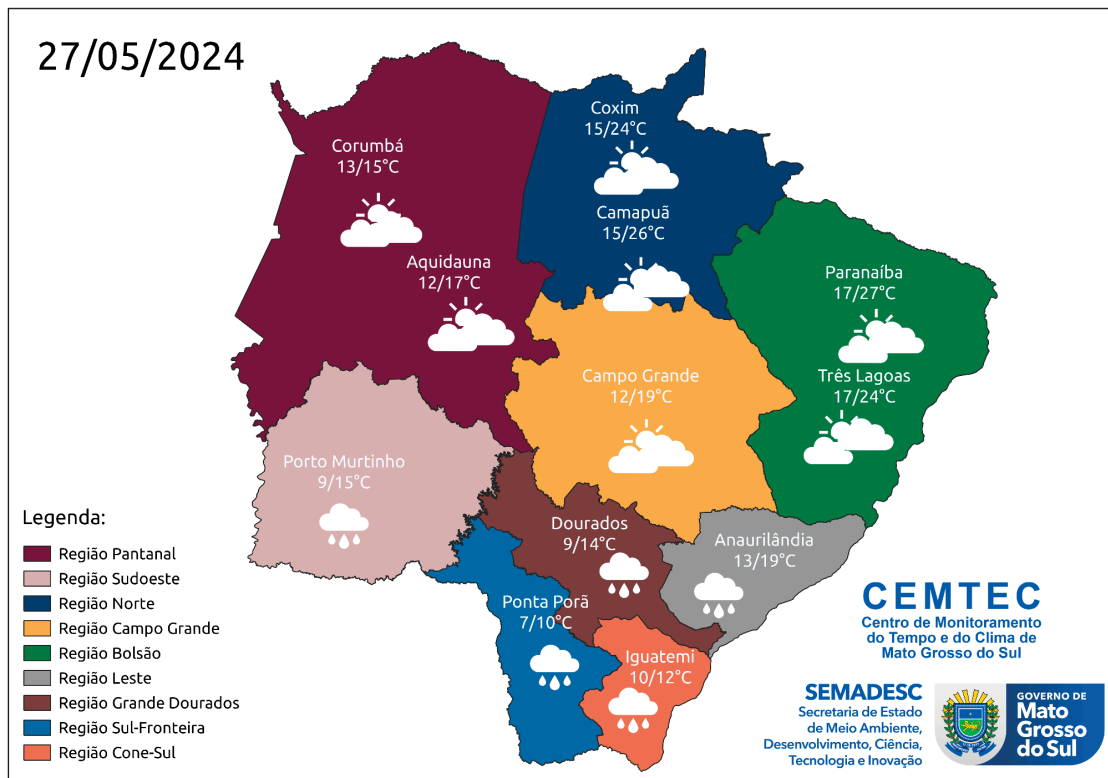 27/05/2024
Coxim
15/24°C
Corumbá
13/15°C
Camapuã
15/26°C
Aquidauna
12/17°C
Paranaíba
17/27°C
Campo Grande
12/19°C
Três Lagoas
17/24°C
Porto Murtinho
9/15°C
Dourados
9/14°C
Anaurilândia
13/19°C
Ponta Porã
7/10°C
Iguatemi
10/12°C
Legenda:
Região Pantanal
Região Sudoeste
Região Norte
Região Campo Grande
Região Bolsão
Região Leste
Região Grande Dourados
Região Sul-Fronteira
Região Cone-Sul
CEMTEC
Centro de Monitoramento
do Tempo e do Clima de
Mato Grosso do Sul
SEMADESC
Secretaria de Estado
de Meio Ambiente,
Desenvolvimento, Ciência,
Tecnologia e Inovação
GOVERNO DE
Mato
Grosso
do Sul